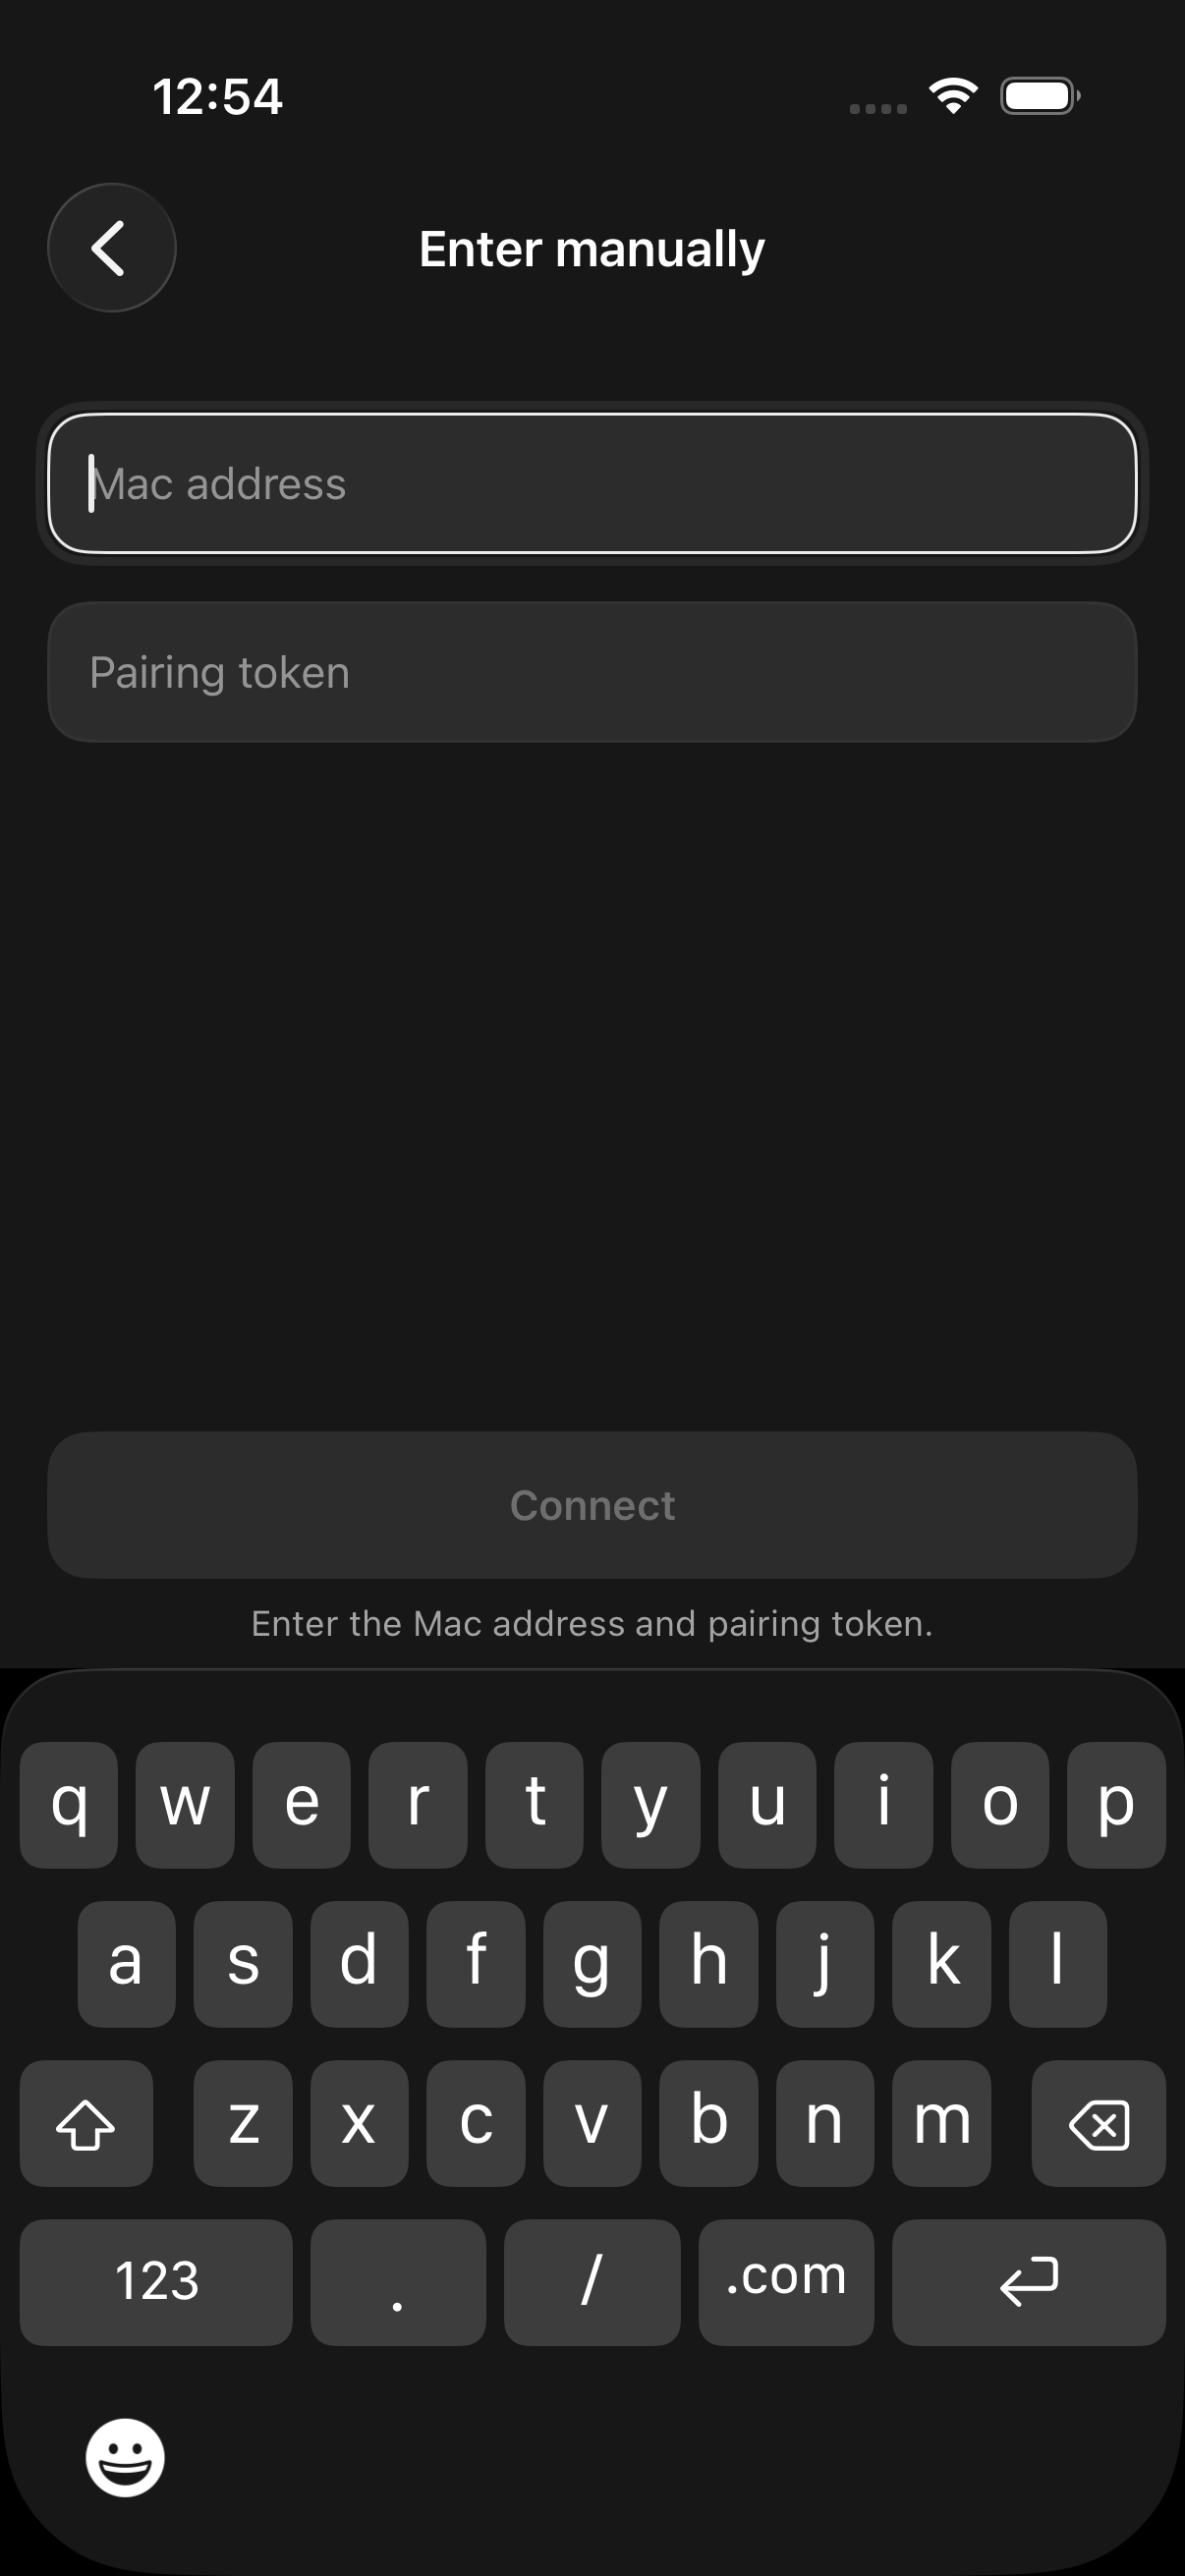 12:54
Enter manually
Mac address
Pairing token
Connect
Enter the Mac address and pairing token.
q w e r t y u i o p
a s d f g h j k l
z x c v b n m
123 . / .com